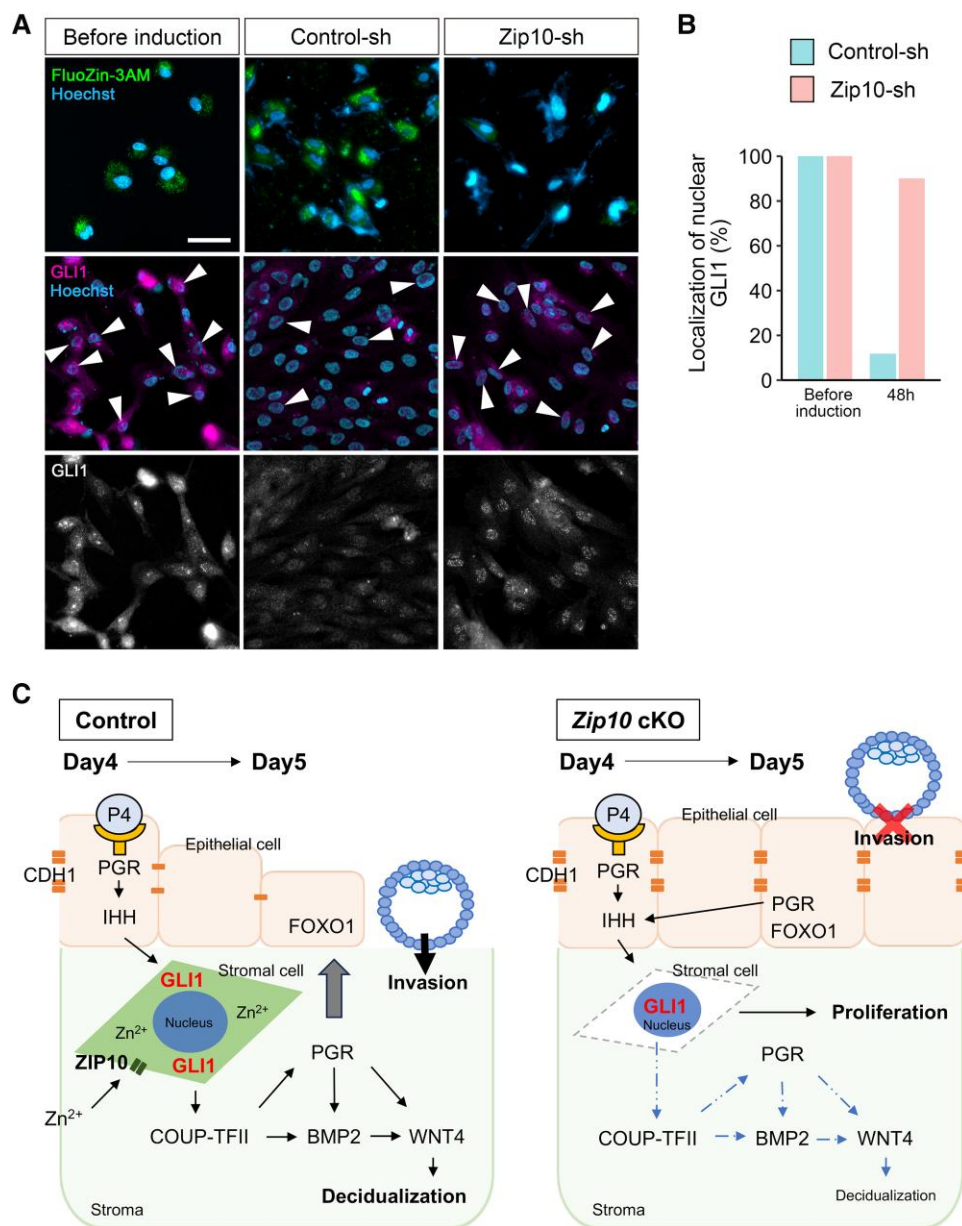 A
Before induction
Control-sh
Zip10-sh
FluoZin-3AM
Hoechst
GLI1
Hoechst
GLI1
B
Control-sh
Zip10-sh
Localization of nuclear
GLI1 (%)
100
80
60
40
20
0
Before
induction
48h
C
Control
Day4
Day5
P4
Epithelial cell
CDH1
PGR
IHH
FOXO1
Invasion
Stromal cell
GLI1
Zn²⁺
Nucleus
Zn²⁺
ZIP10
GLI1
Zn²⁺
PGR
COUP-TFII
BMP2
WNT4
Decidualization
Stroma
Zip10 cKO
Day4
Day5
P4
Epithelial cell
Invasion
CDH1
PGR
IHH
PGR
FOXO1
Stromal cell
GLI1
Nucleus
Proliferation
PGR
COUP-TFII
BMP2
WNT4
Decidualization
Stroma